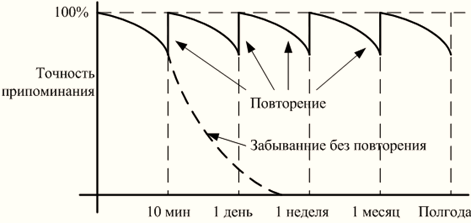 100%
Точность
припоминания
Повторение
Забывание без повторения
10 мин 1 день 1 неделя 1 месяц Полгода